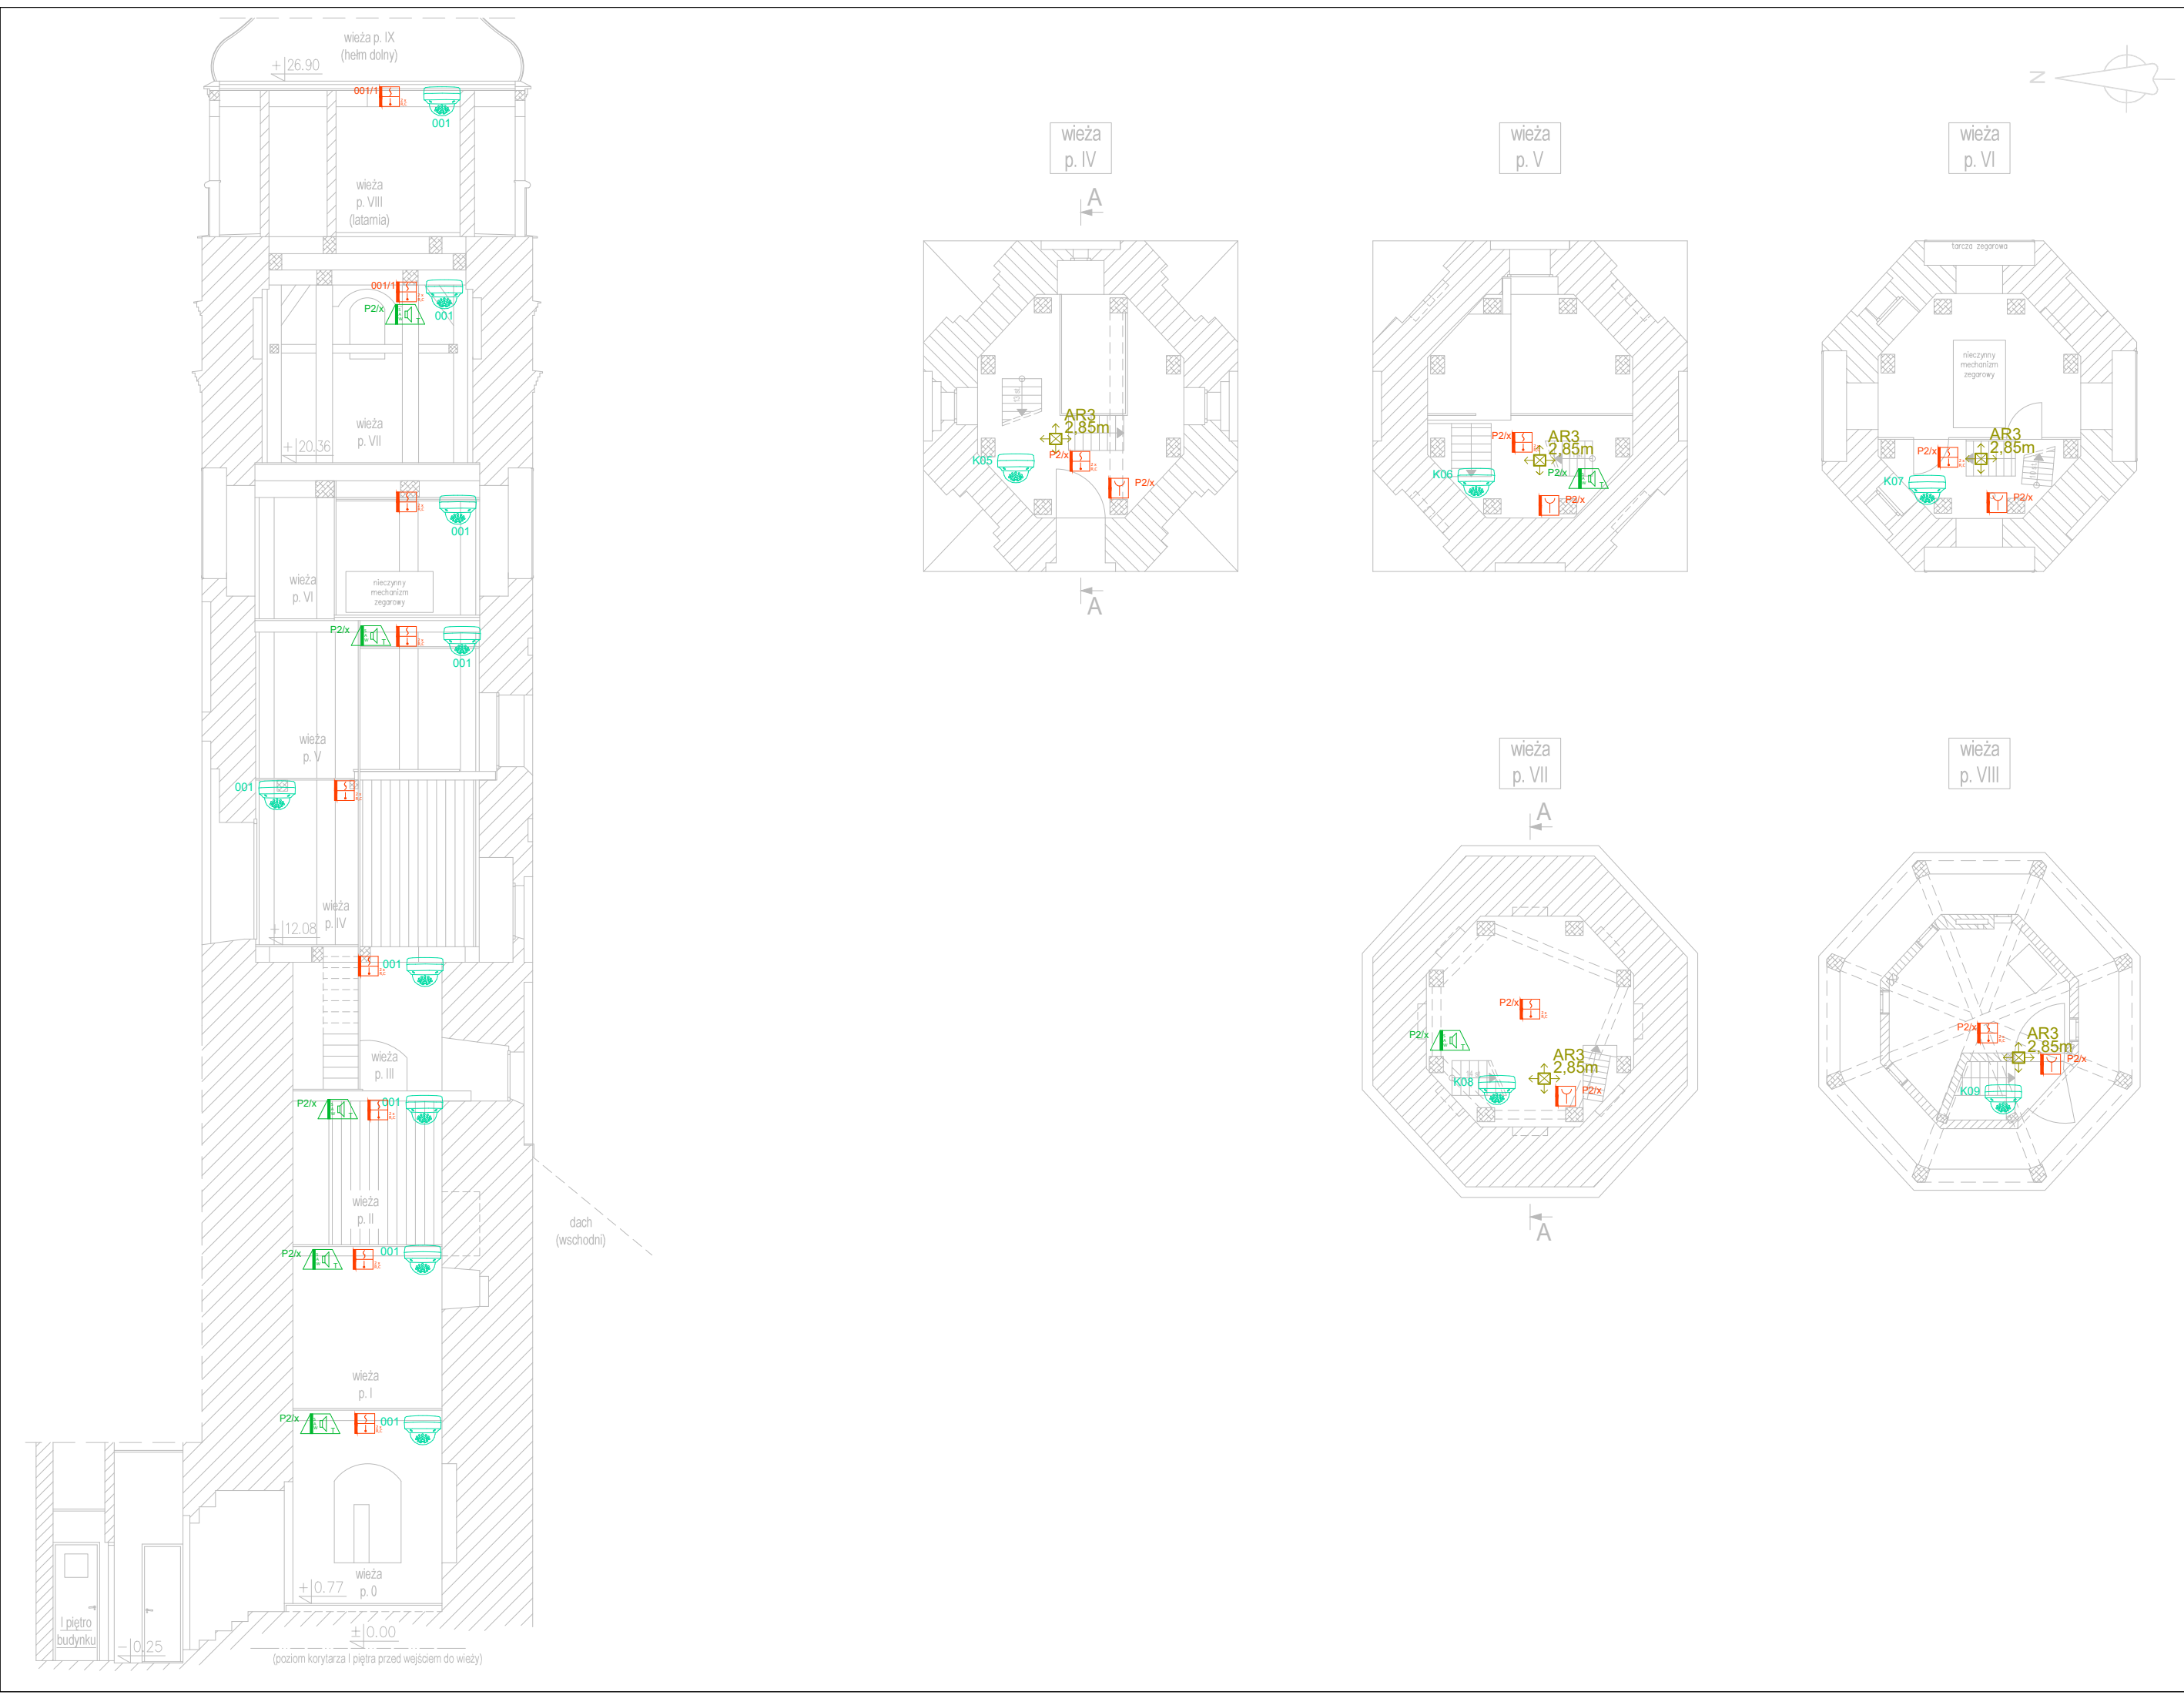 wieża p. IX
(hełm dolny)
+26.90
001/1
001
wieża
p. VIII
(latarnia)
001/1
001
P2/x
wieża
p. VII
+20.36
001
wieża
p. VI
nieczynny
mechanizm
zegarowy
P2/x
001
wieża
p. V
001
wieża
p. IV
+12.08
001
wieża
p. III
P2/x
001
wieża
p. II
dach
(wschodni)
P2/x
001
wieża
p. I
P2/x
001
wieża
p. 0
+0.77
I piętro
budynku
-0.25
±0.00
(poziom korytarza I piętra przed wejściem do wieży)
N
wieża
p. IV
A
AR3
2,85m
K05
P2/x
P2/x
A
wieża
p. V
P2/x
AR3
2,85m
K06
P2/x
P2/x
wieża
p. VI
tarcza zegarowa
nieczynny
mechanizm
zegarowy
AR3
2,85m
P2/x
K07
P2/x
wieża
p. VII
A
P2/x
P2/x
AR3
2,85m
K08
P2/x
A
wieża
p. VIII
P2/x
AR3
2,85m
P2/x
K09